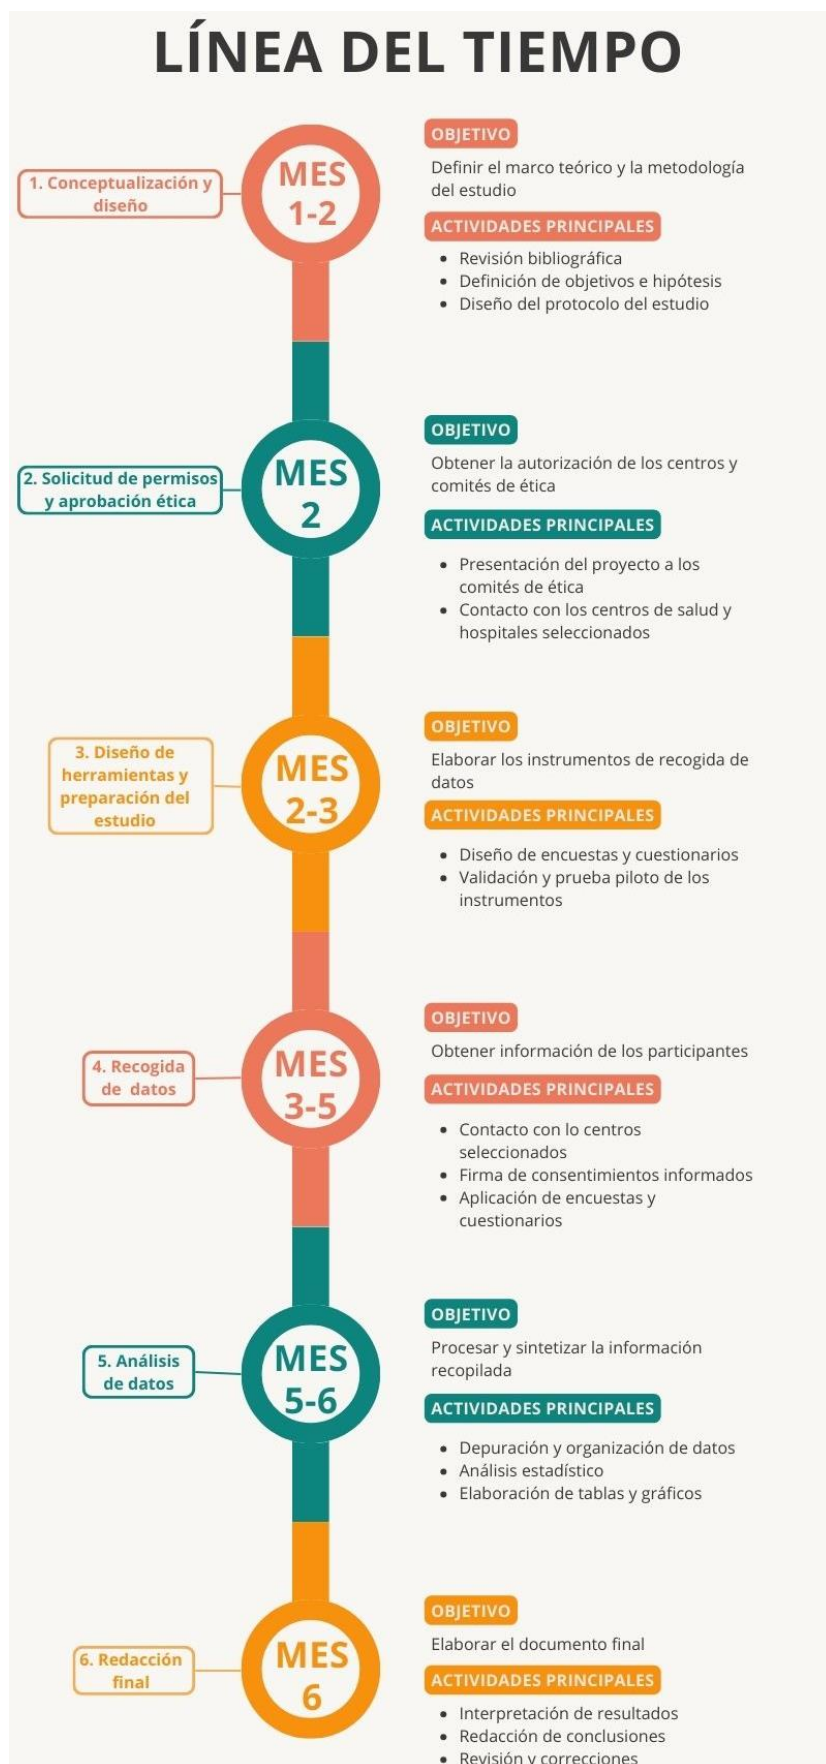 LÍNEA DEL TIEMPO
1. Conceptualización y
diseño
MES
1-2
OBJETIVO
Definir el marco teórico y la metodología
del estudio
ACTIVIDADES PRINCIPALES
• Revisión bibliográfica
• Definición de objetivos e hipótesis
• Diseño del protocolo del estudio
2. Solicitud de permisos
y aprobación ética
MES
2
OBJETIVO
Obtener la autorización de los centros y
comités de ética
ACTIVIDADES PRINCIPALES
• Presentación del proyecto a los
comités de ética
• Contacto con los centros de salud y
hospitales seleccionados
3. Diseño de
herramientas y
preparación del
estudio
MES
2-3
OBJETIVO
Elaborar los instrumentos de recogida de
datos
ACTIVIDADES PRINCIPALES
• Diseño de encuestas y cuestionarios
• Validación y prueba piloto de los
instrumentos
4. Recogida
de datos
MES
3-5
OBJETIVO
Obtener información de los participantes
ACTIVIDADES PRINCIPALES
• Contacto con lo centros
seleccionados
• Firma de consentimientos informados
• Aplicación de encuestas y
cuestionarios
5. Análisis
de datos
MES
5-6
OBJETIVO
Procesar y sintetizar la información
recopilada
ACTIVIDADES PRINCIPALES
• Depuración y organización de datos
• Análisis estadístico
• Elaboración de tablas y gráficos
6. Redacción
final
MES
6
OBJETIVO
Elaborar el documento final
ACTIVIDADES PRINCIPALES
• Interpretación de resultados
• Redacción de conclusiones
• Revisión y correcciones